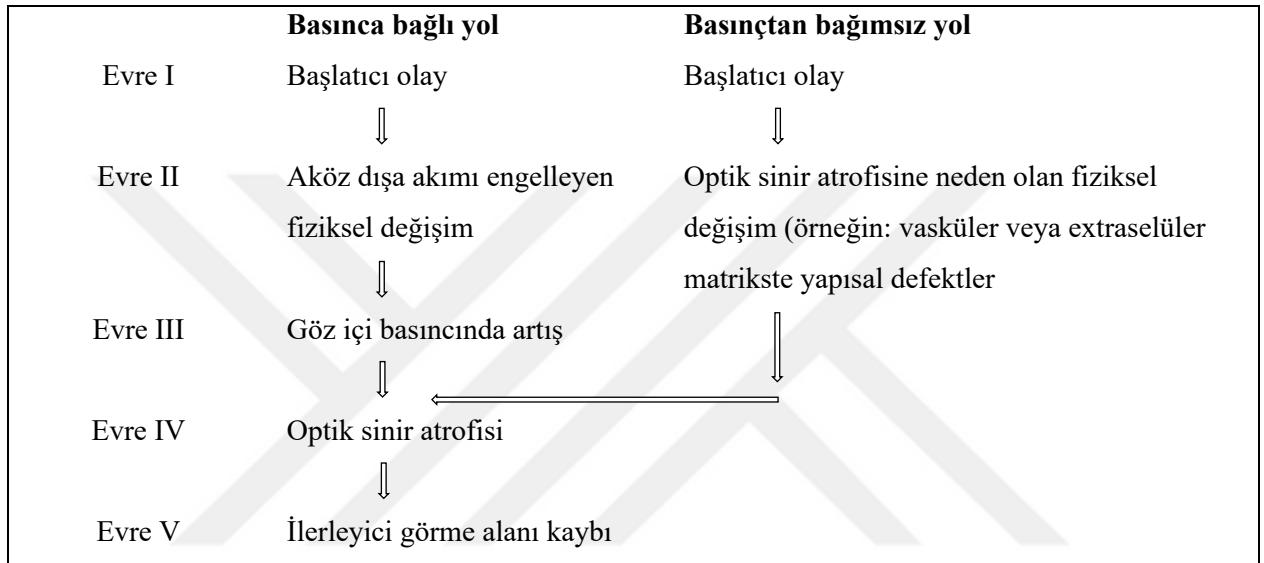 Basınca bağlı yol Basınçtan bağımsız yol
Evre I Başlatıcı olay Başlatıcı olay
Evre II Aköz dışa akımı engelleyen Optik sinir atrofisine neden olan fiziksel
fiziksel değişim değişim (örneğin: vasküler veya extraselüler
matrikste yapısal defektler
Evre III Göz içi basıncında artış
Evre IV Optik sinir atrofisi
Evre V İlerleyici görme alanı kaybı